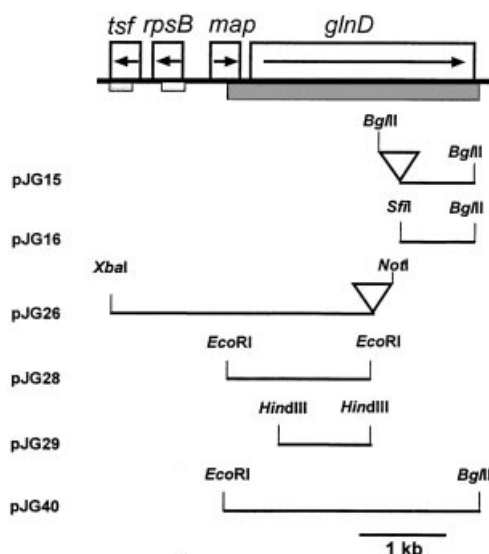 tsf rpsB map glnD
BglII
BglII
pJG15
SfiI BglII
pJG16
XbaI NotI
pJG26
EcoRI EcoRI
pJG28
HindIII HindIII
pJG29
EcoRI BglII
pJG40
1 kb